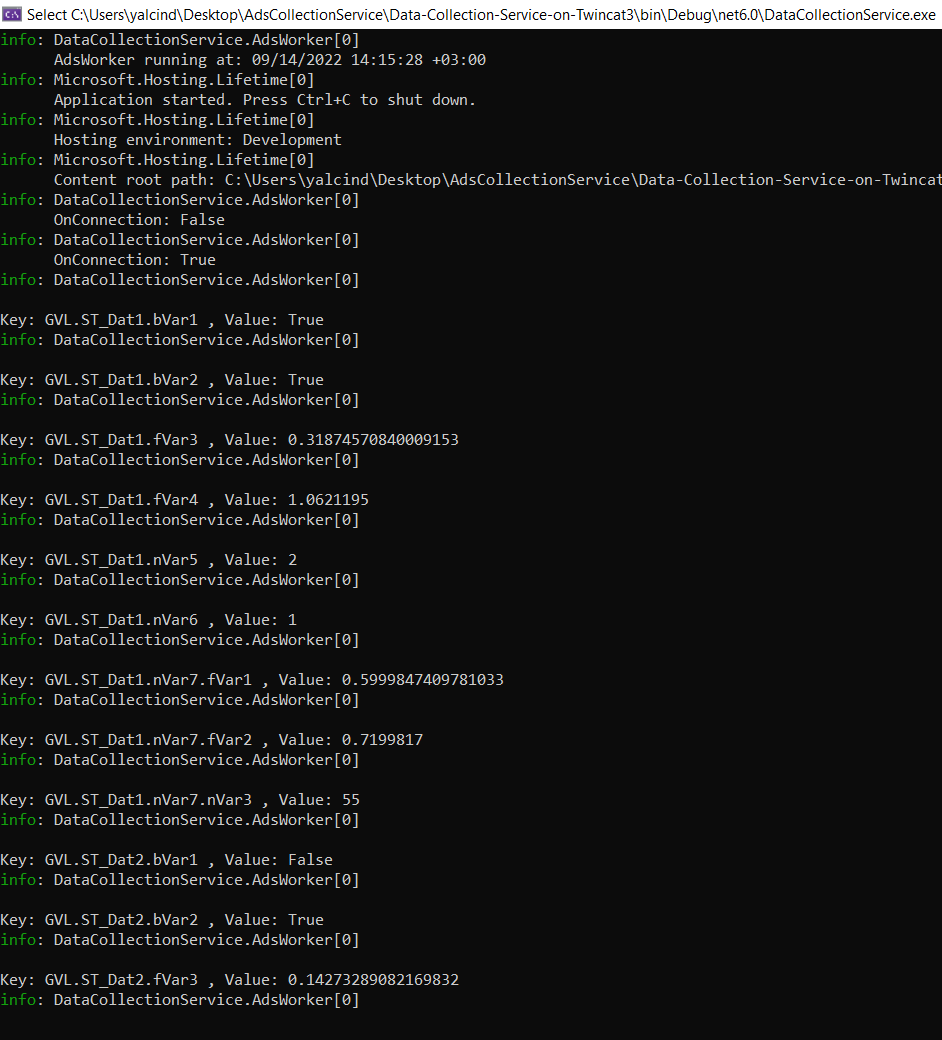 Select C:\Users\yalcind\Desktop\AdsCollectionService\Data-Collection-Service-on-Twincat3\bin\Debug\net6.0\DataCollectionService.exe
info: DataCollectionService.AdsWorker[0]
AdsWorker running at: 09/14/2022 14:15:28 +03:00
info: Microsoft.Hosting.Lifetime[0]
Application started. Press Ctrl+C to shut down.
info: Microsoft.Hosting.Lifetime[0]
Hosting environment: Development
info: Microsoft.Hosting.Lifetime[0]
Content root path: C:\Users\yalcind\Desktop\AdsCollectionService\Data-Collection-Service-on-Twincat
info: DataCollectionService.AdsWorker[0]
OnConnection: False
info: DataCollectionService.AdsWorker[0]
OnConnection: True
info: DataCollectionService.AdsWorker[0]
Key: GVL.ST_Dat1.bVar1 , Value: True
info: DataCollectionService.AdsWorker[0]
Key: GVL.ST_Dat1.bVar2 , Value: True
info: DataCollectionService.AdsWorker[0]
Key: GVL.ST_Dat1.fVar3 , Value: 0.31874570840009153
info: DataCollectionService.AdsWorker[0]
Key: GVL.ST_Dat1.fVar4 , Value: 1.0621195
info: DataCollectionService.AdsWorker[0]
Key: GVL.ST_Dat1.nVar5 , Value: 2
info: DataCollectionService.AdsWorker[0]
Key: GVL.ST_Dat1.nVar6 , Value: 1
info: DataCollectionService.AdsWorker[0]
Key: GVL.ST_Dat1.nVar7.fVar1 , Value: 0.5999847409781033
info: DataCollectionService.AdsWorker[0]
Key: GVL.ST_Dat1.nVar7.fVar2 , Value: 0.7199817
info: DataCollectionService.AdsWorker[0]
Key: GVL.ST_Dat1.nVar7.nVar3 , Value: 55
info: DataCollectionService.AdsWorker[0]
Key: GVL.ST_Dat2.bVar1 , Value: False
info: DataCollectionService.AdsWorker[0]
Key: GVL.ST_Dat2.bVar2 , Value: True
info: DataCollectionService.AdsWorker[0]
Key: GVL.ST_Dat2.fVar3 , Value: 0.14273289082169832
info: DataCollectionService.AdsWorker[0]